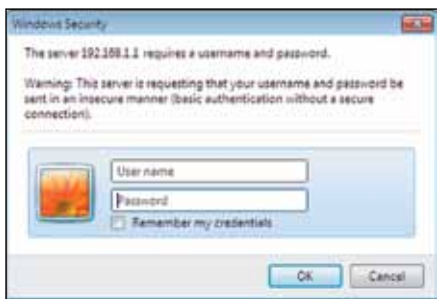 Windows Security
The server 192.168.1.1 requires a username and password.
Warning: This server is requesting that your username and password be
sent in an insecure manner (basic authentication without a secure
connection).
User name
Password
Remember my credentials
OK
Cancel